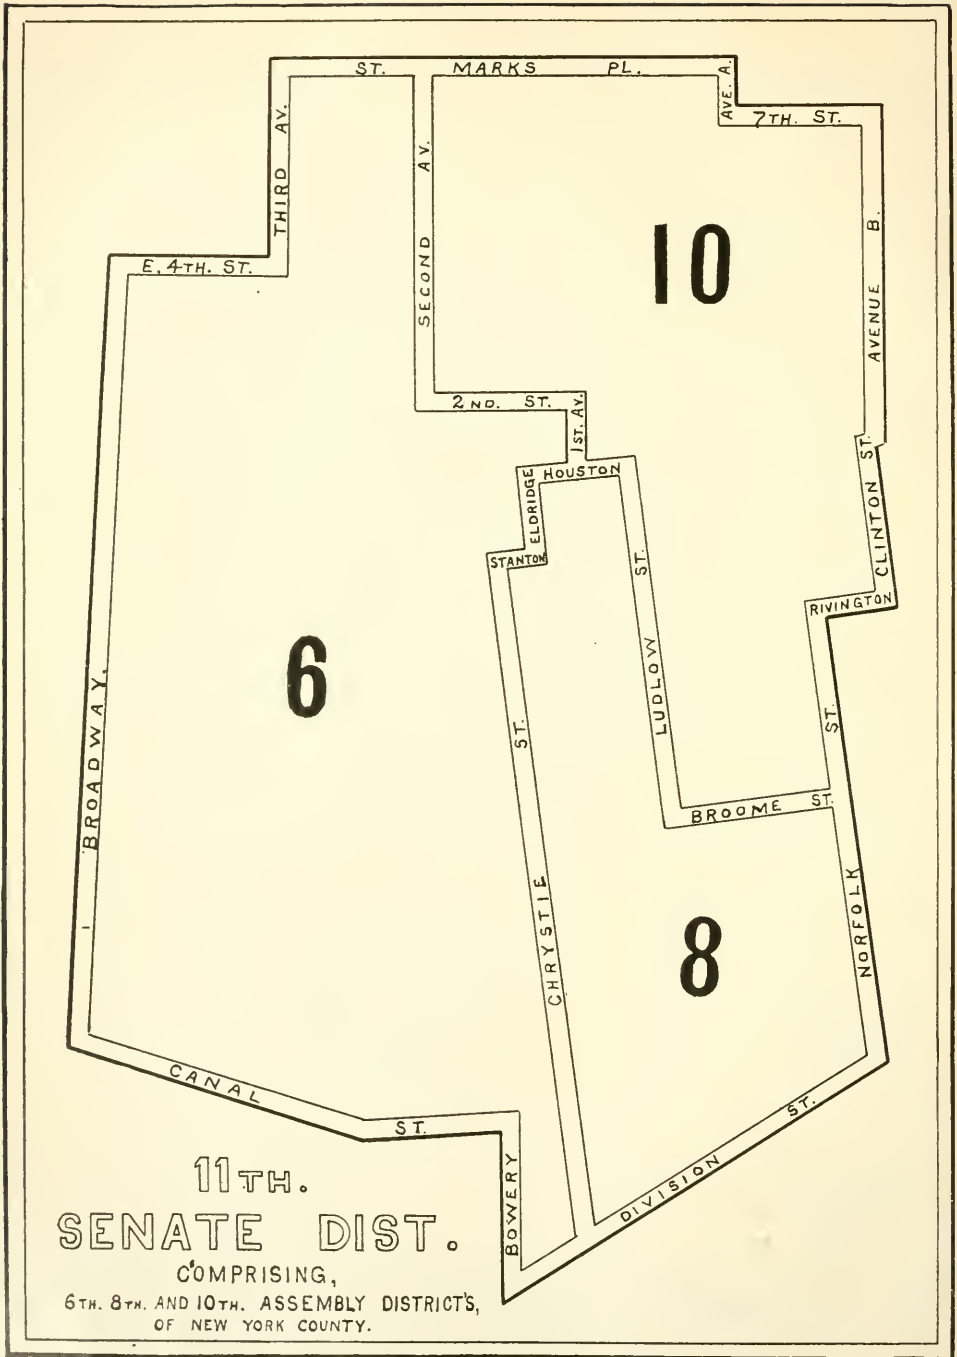 ST. MARKS PL.
AVE. A.
7TH. ST.
THIRD AV.
SECOND AV.
AVENUE B.
E. 4TH. ST.
10
2ND. ST.
1ST. AV.
HOUSTON
ELDRIDGE
STANTON
CLINTON ST.
RIVINGTON
6
BROADWAY.
LUDLOW ST.
CHRYSTIE ST.
BROOME ST.
NORFOLK ST.
8
CANAL ST.
BOWERY
DIVISION ST.
11TH.
SENATE DIST.
COMPRISING,
6TH. 8TH. AND 10TH. ASSEMBLY DISTRICT'S,
OF NEW YORK COUNTY.